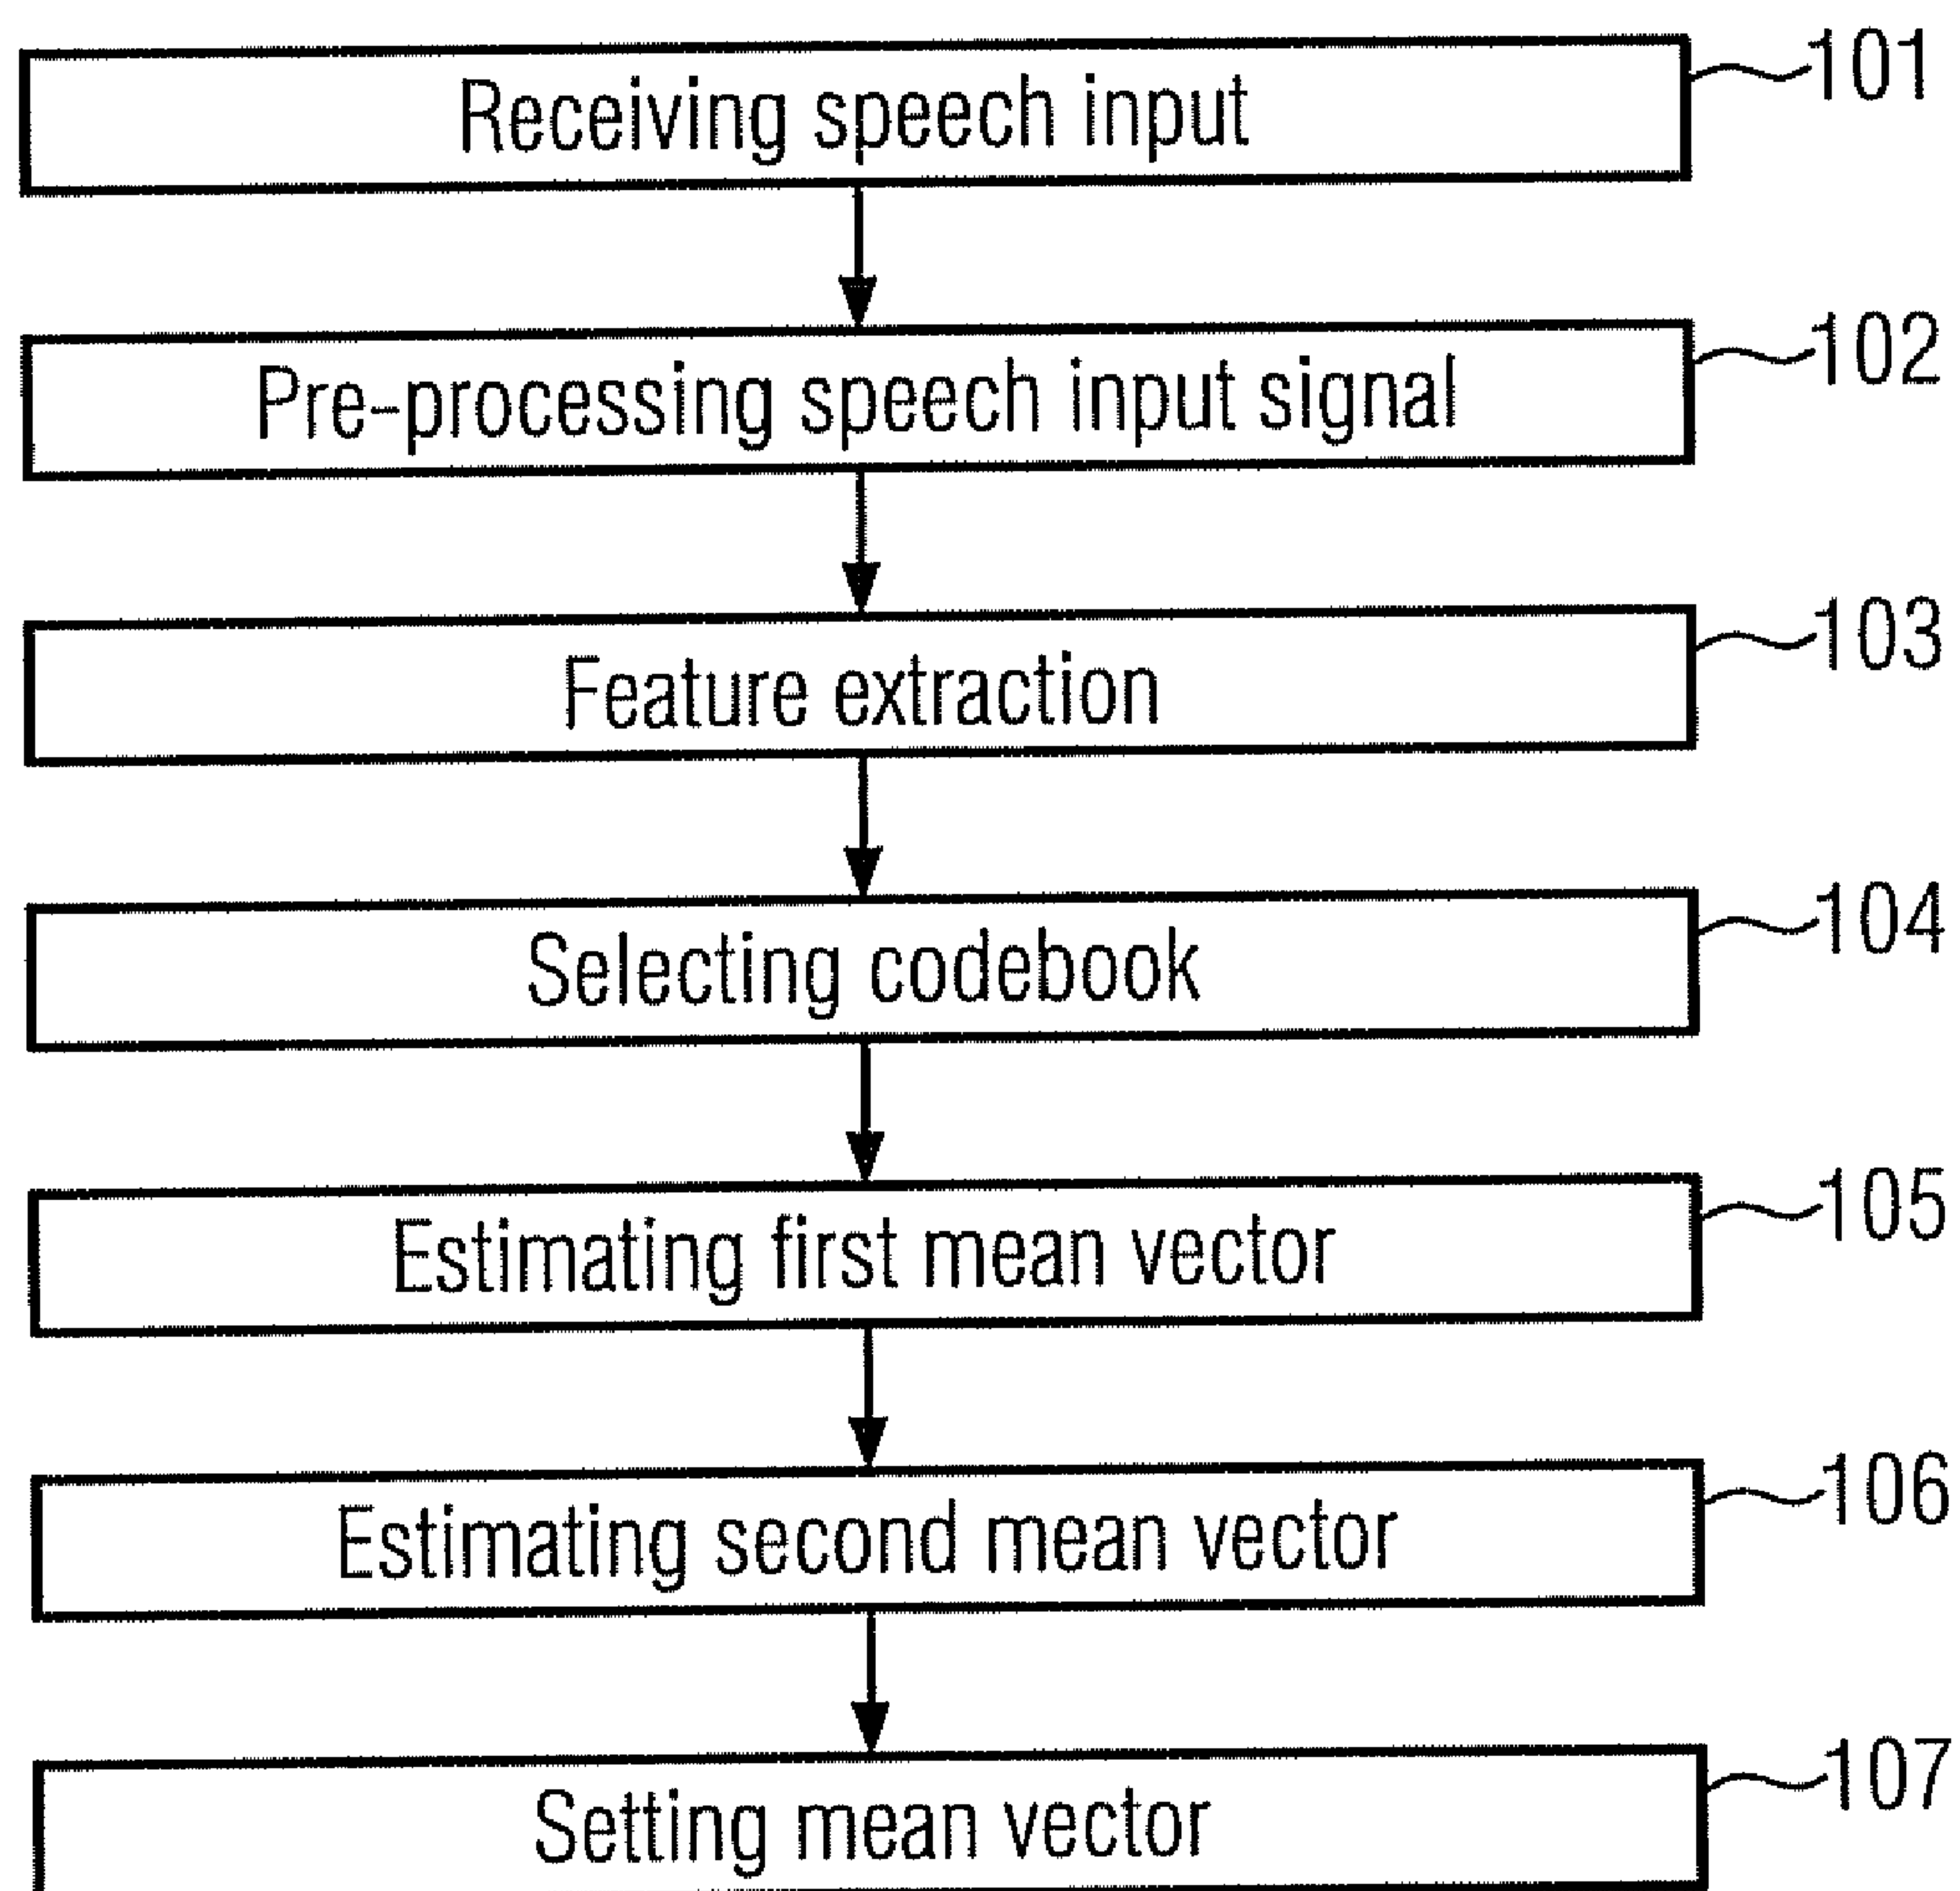 Receiving speech input 101
Pre-processing speech input signal 102
Feature extraction 103
Selecting codebook 104
Estimating first mean vector 105
Estimating second mean vector 106
Setting mean vector 107